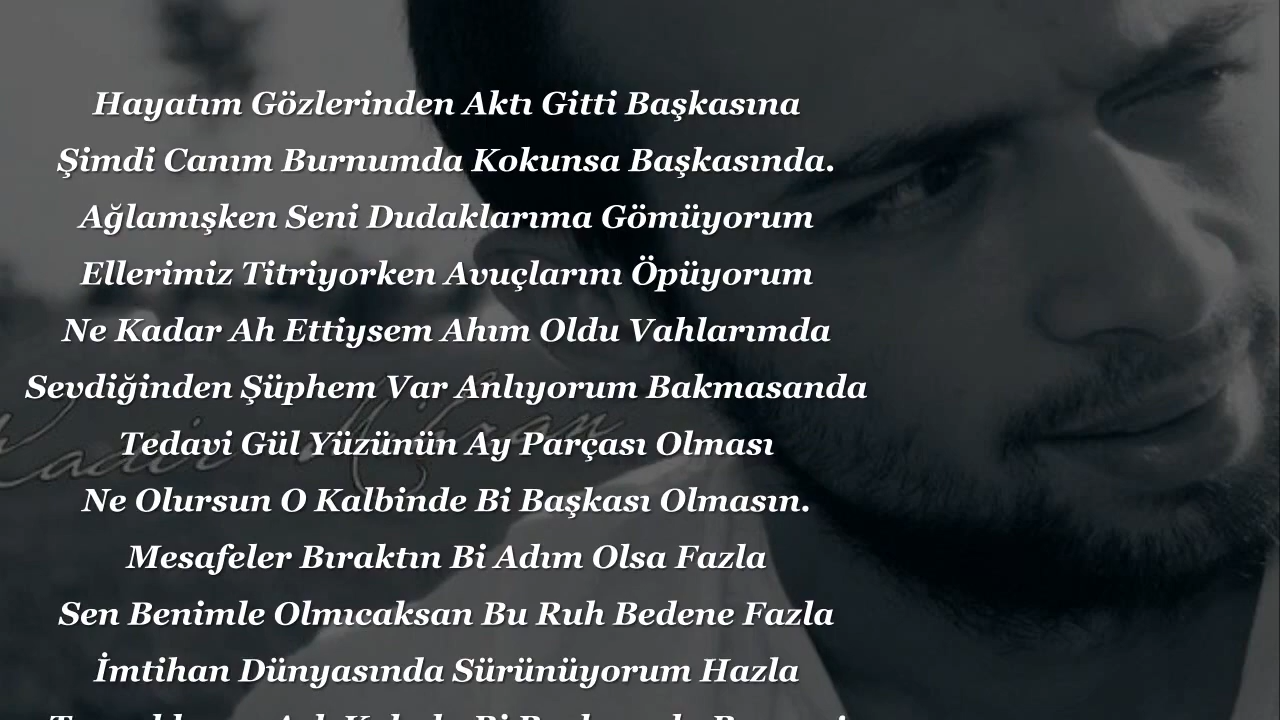 Hayatım Gözlerinden Aktı Gitti Başkasına
Şimdi Canım Burnumda Kokunsa Başkasında.
Ağlamışken Seni Dudaklarıma Gömüyorum
Ellerimiz Titriyorken Avuçlarını Öpüyorum
Ne Kadar Ah Ettiysem Ahım Oldu Vahlarımda
Sevdiğinden Şüphem Var Anlıyorum Bakmasanda
Tedavi Gül Yüzünün Ay Parçası Olması
Ne Olursun O Kalbinde Bi Başkası Olmasın.
Mesafeler Bıraktın Bi Adım Olsa Fazla
Sen Benimle Olmıcaksan Bu Ruh Bedene Fazla
İmtihan Dünyasında Sürünüyorum Hazla